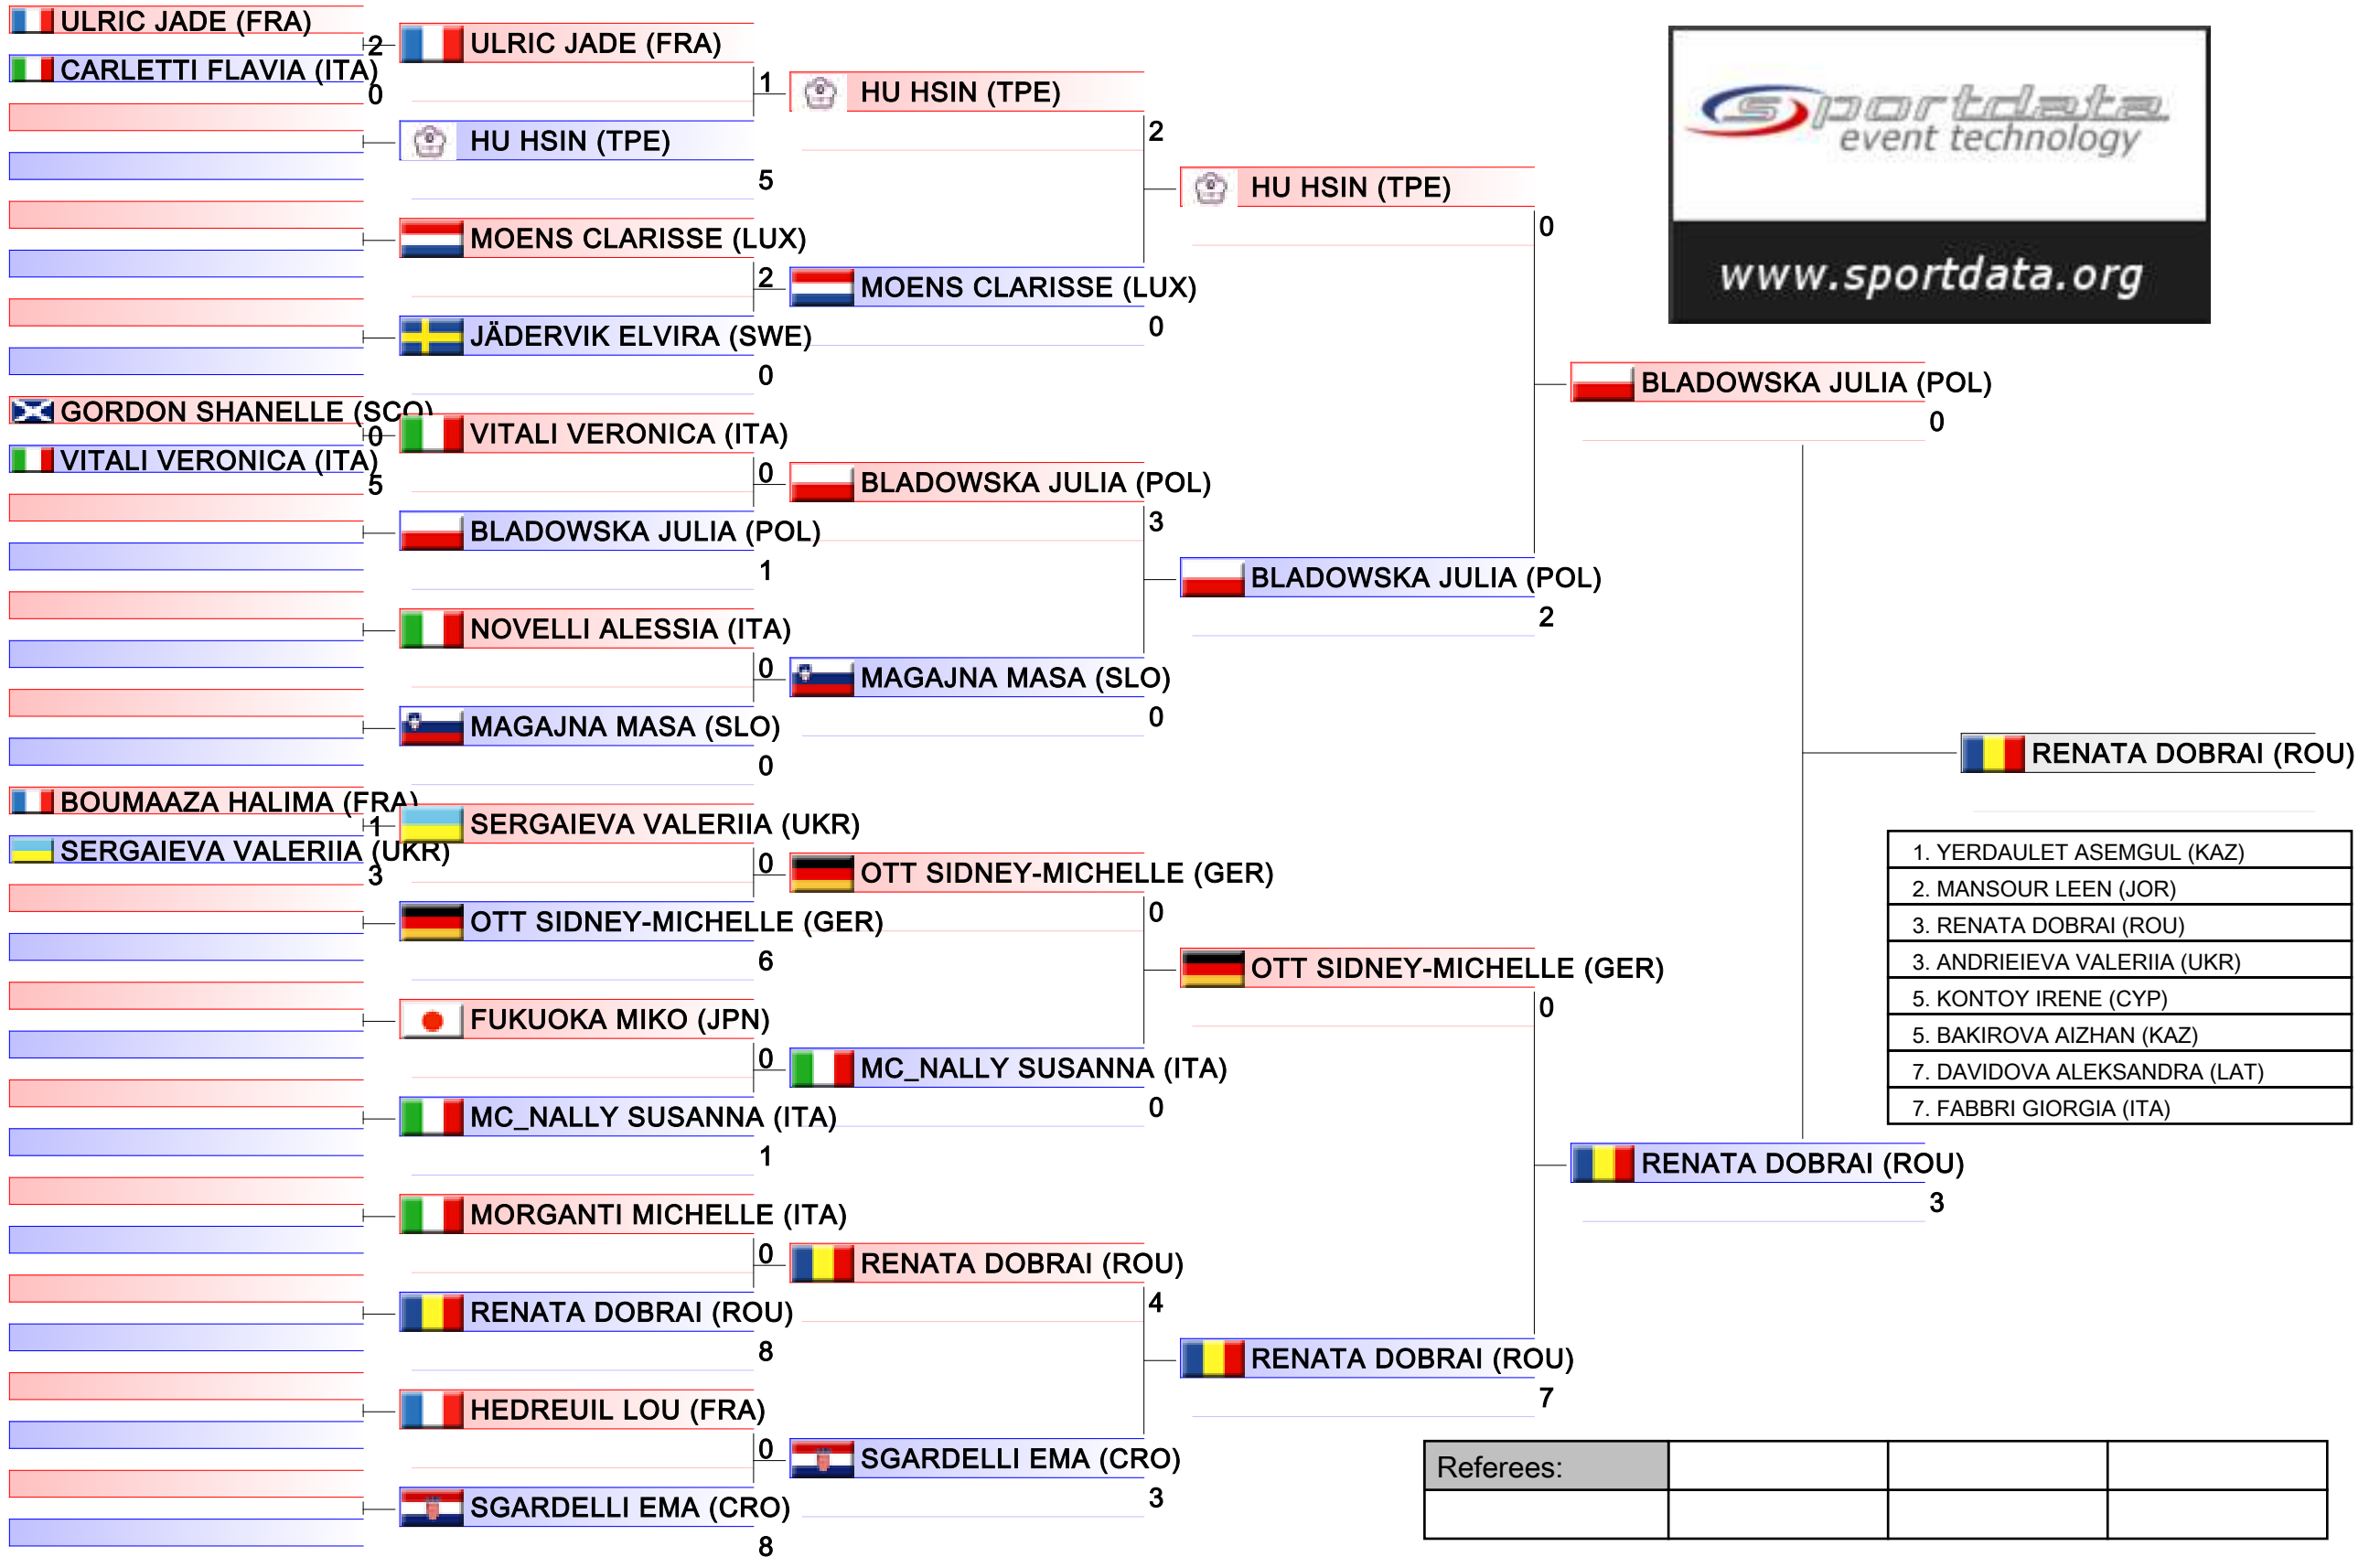 ULRIC JADE (FRA)
2
CARLETTI FLAVIA (ITA)
0
GORDON SHANELLE (SCO)
0
VITALI VERONICA (ITA)
5
BOUMAAZA HALIMA (FRA)
1
SERGAIEVA VALERIIA (UKR)
3
ULRIC JADE (FRA)
1
HU HSIN (TPE)
5
MOENS CLARISSE (LUX)
2
JÄDERVIK ELVIRA (SWE)
0
VITALI VERONICA (ITA)
0
BLADOWSKA JULIA (POL)
1
NOVELLI ALESSIA (ITA)
0
MAGAJNA MASA (SLO)
0
SERGAIEVA VALERIIA (UKR)
0
OTT SIDNEY-MICHELLE (GER)
6
FUKUOKA MIKO (JPN)
0
MC_NALLY SUSANNA (ITA)
1
MORGANTI MICHELLE (ITA)
0
RENATA DOBRAI (ROU)
8
HEDREUIL LOU (FRA)
0
SGARDELLI EMA (CRO)
8
HU HSIN (TPE)
2
MOENS CLARISSE (LUX)
0
BLADOWSKA JULIA (POL)
3
MAGAJNA MASA (SLO)
0
OTT SIDNEY-MICHELLE (GER)
0
MC_NALLY SUSANNA (ITA)
0
RENATA DOBRAI (ROU)
4
SGARDELLI EMA (CRO)
3
HU HSIN (TPE)
0
BLADOWSKA JULIA (POL)
2
OTT SIDNEY-MICHELLE (GER)
0
RENATA DOBRAI (ROU)
7
BLADOWSKA JULIA (POL)
0
RENATA DOBRAI (ROU)
3
RENATA DOBRAI (ROU)
sportdata
event technology
www.sportdata.org
1. YERDAULET ASEMGUL (KAZ)
2. MANSOUR LEEN (JOR)
3. RENATA DOBRAI (ROU)
3. ANDRIEIEVA VALERIIA (UKR)
5. KONTOY IRENE (CYP)
5. BAKIROVA AIZHAN (KAZ)
7. DAVIDOVA ALEKSANDRA (LAT)
7. FABBRI GIORGIA (ITA)
Referees: